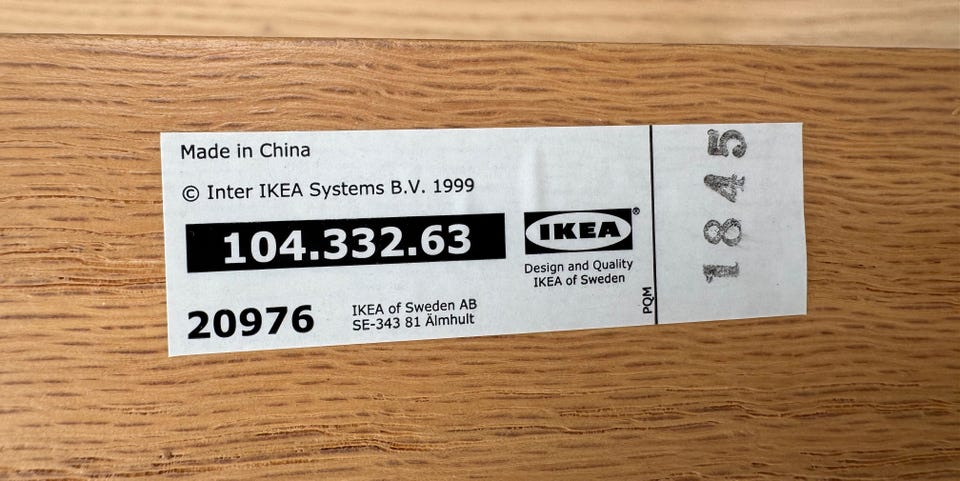 Made in China
© Inter IKEA Systems B.V. 1999
104.332.63
IKEA®
Design and Quality
IKEA of Sweden
20976
IKEA of Sweden AB
SE-343 81 Älmhult
PQM
1845